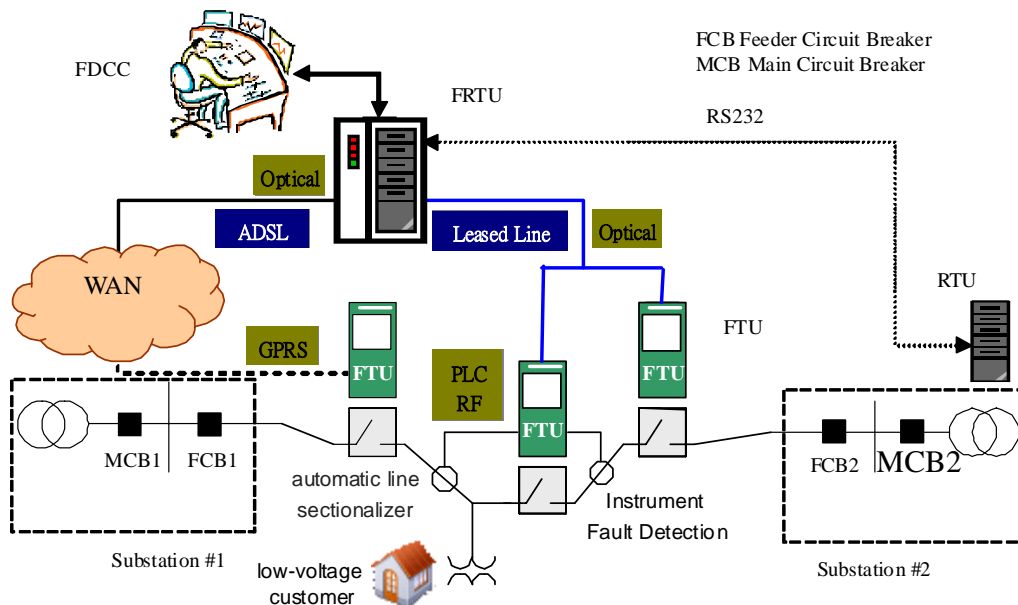 FCB Feeder Circuit Breaker
MCB Main Circuit Breaker
FDCC
FRTU
RS232
Optical
ADSL
Leased Line
Optical
WAN
RTU
GPRS
FTU
FTU
FTU
PLC
RF
FTU
MCB1
FCB1
FCB2
MCB2
automatic line
sectionalizer
Instrument
Fault Detection
Substation #1
low-voltage
customer
Substation #2